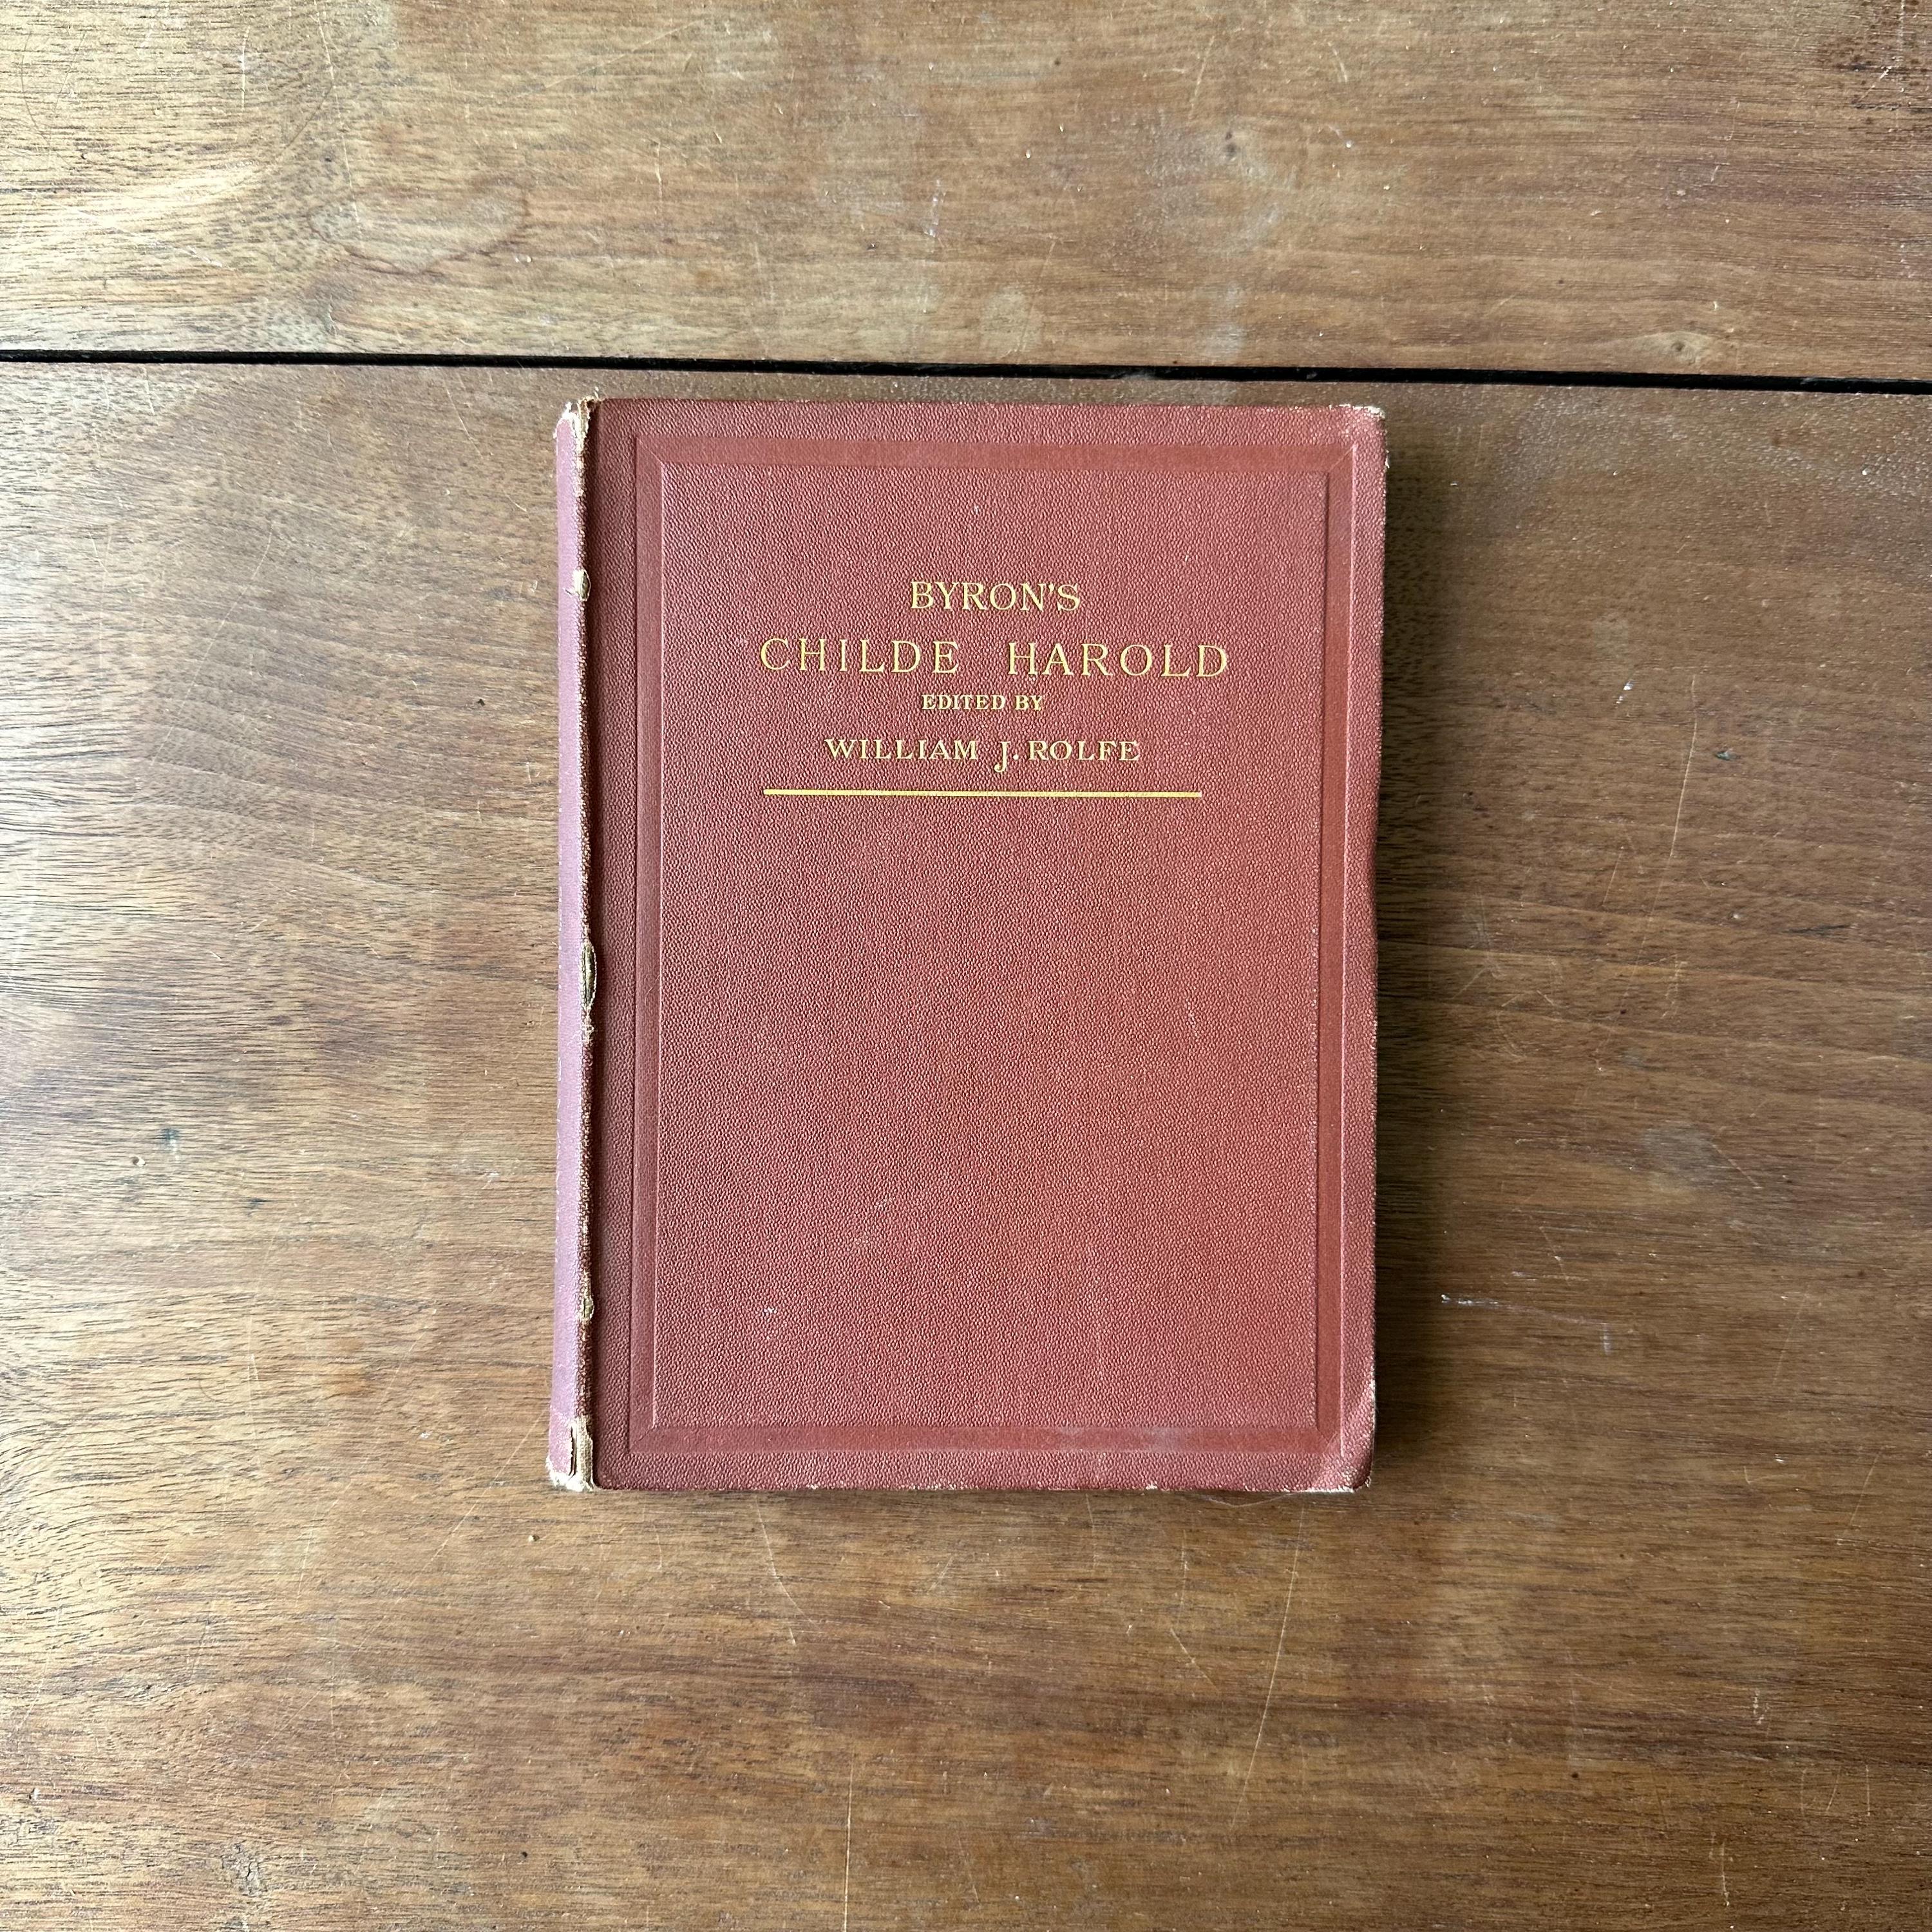 BYRON'S
CHILDE HAROLD
EDITED BY
WILLIAM J. ROLFE